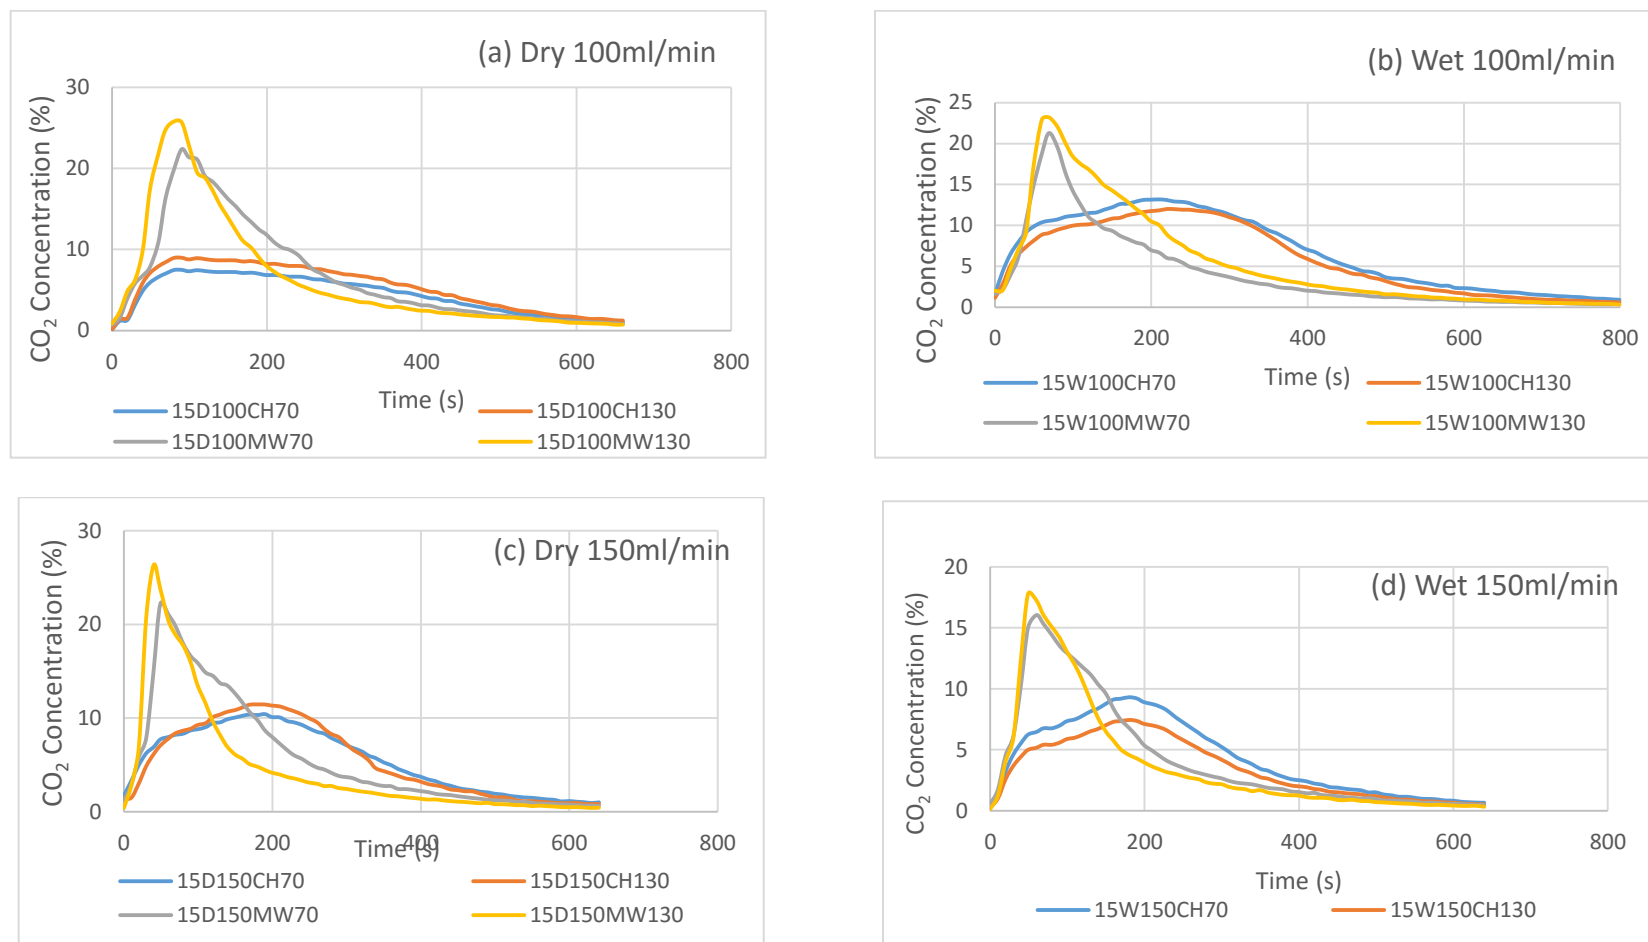 (a) Dry 100ml/min
CO2 Concentration (%)
30
20
10
0
0 200 400 600 800
Time (s)
15D100CH70 15D100CH130
15D100MW70 15D100MW130
(b) Wet 100ml/min
CO2 Concentration (%)
25
20
15
10
5
0
0 200 400 600 800
Time (s)
15W100CH70 15W100CH130
15W100MW70 15W100MW130
(c) Dry 150ml/min
CO2 Concentration (%)
30
20
10
0
0 200 400 600 800
Time (s)
15D150CH70 15D150CH130
15D150MW70 15D150MW130
(d) Wet 150ml/min
CO2 Concentration (%)
20
15
10
5
0
0 200 400 600 800
Time (s)
15W150CH70 15W150CH130